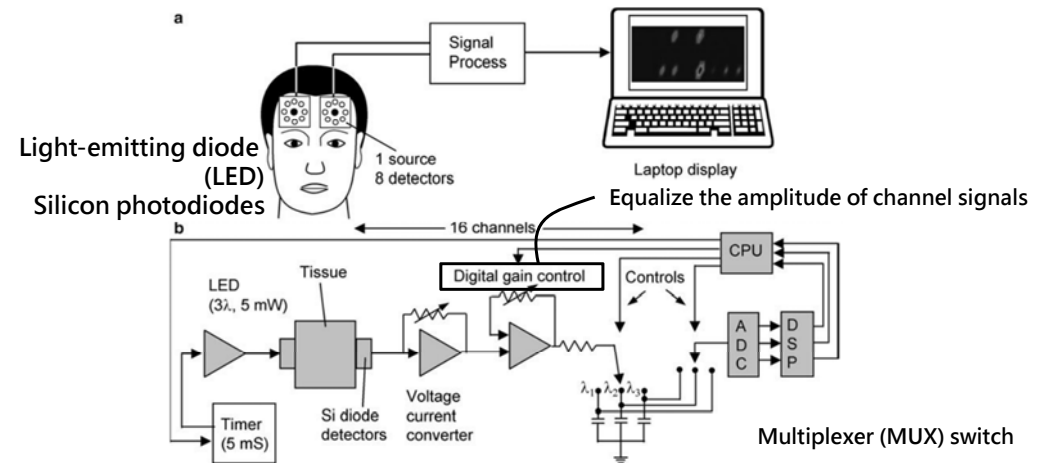 a
Signal
Process
Light-emitting diode
(LED)
Silicon photodiodes
1 source
8 detectors
Laptop display
Equalize the amplitude of channel signals
b
16 channels
CPU
Digital gain control
Controls
LED
(3λ, 5 mW)
Tissue
A
D
C
D
S
P
λ1
λ2
λ3
Timer
(5 mS)
Si diode
detectors
Voltage
current
converter
Multiplexer (MUX) switch